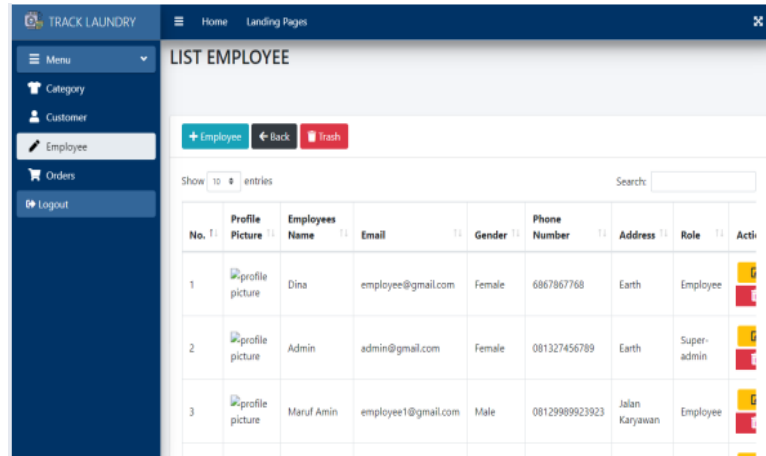 TRACK LAUNDRY
Home Landing Pages
Menu
Category
Customer
Employee
Orders
Logout
LIST EMPLOYEE
+ Employee Back Trash
Show 10 entries
Search:
No. Profile Picture Employees Name Email Gender Phone Number Address Role
1 profile picture Dina employee@gmail.com Female 6867867768 Earth Employee
2 profile picture Admin admin@gmail.com Female 081327456789 Earth Super-admin
3 profile picture Maruf Amin employee1@gmail.com Male 08129989923923 Jalan Karyawan Employee